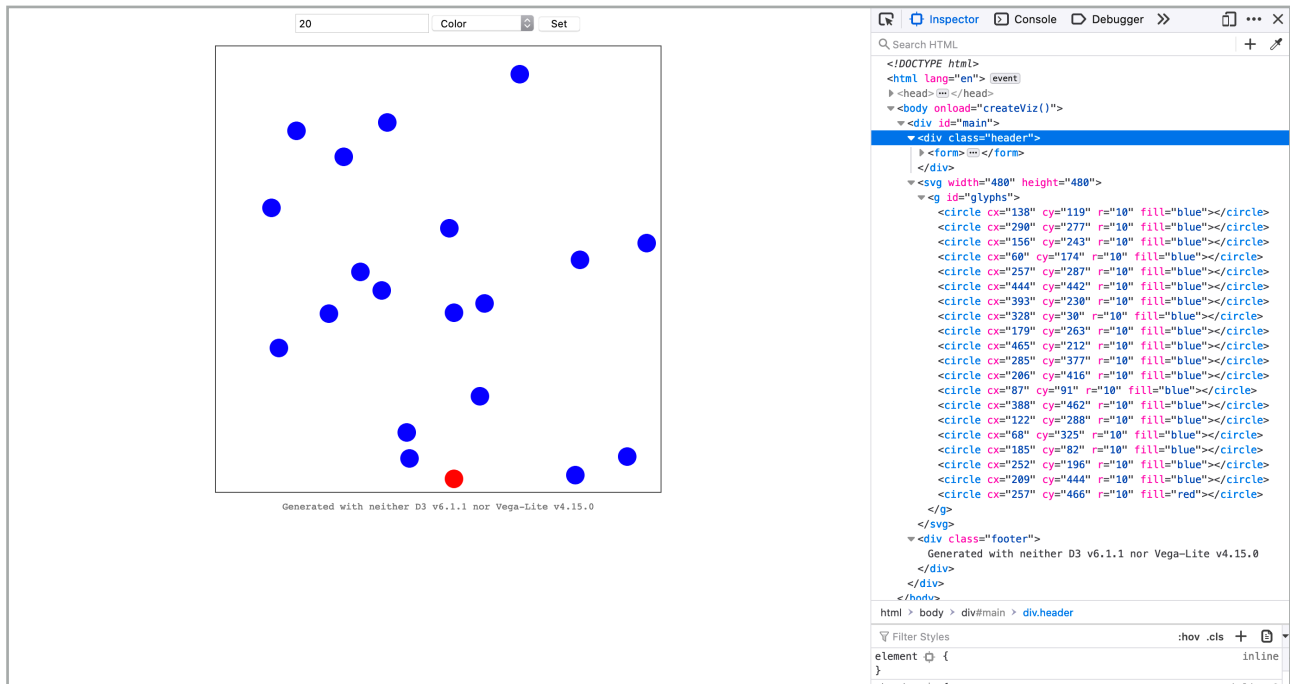 20 Color Set
Generated with neither D3 v6.1.1 nor Vega-Lite v4.15.0
Inspector Console Debugger
Search HTML
<!DOCTYPE html>
<html lang="en"> event
<head> ··· </head>
<body onload="createViz()">
<div id="main">
<div class="header">
<form> ··· </form>
</div>
<svg width="480" height="480">
<g id="glyphs">
<circle cx="138" cy="119" r="10" fill="blue"></circle>
<circle cx="290" cy="277" r="10" fill="blue"></circle>
<circle cx="156" cy="243" r="10" fill="blue"></circle>
<circle cx="60" cy="174" r="10" fill="blue"></circle>
<circle cx="257" cy="287" r="10" fill="blue"></circle>
<circle cx="444" cy="442" r="10" fill="blue"></circle>
<circle cx="393" cy="230" r="10" fill="blue"></circle>
<circle cx="328" cy="30" r="10" fill="blue"></circle>
<circle cx="179" cy="263" r="10" fill="blue"></circle>
<circle cx="465" cy="212" r="10" fill="blue"></circle>
<circle cx="285" cy="377" r="10" fill="blue"></circle>
<circle cx="206" cy="416" r="10" fill="blue"></circle>
<circle cx="87" cy="91" r="10" fill="blue"></circle>
<circle cx="388" cy="462" r="10" fill="blue"></circle>
<circle cx="122" cy="288" r="10" fill="blue"></circle>
<circle cx="68" cy="325" r="10" fill="blue"></circle>
<circle cx="185" cy="82" r="10" fill="blue"></circle>
<circle cx="252" cy="196" r="10" fill="blue"></circle>
<circle cx="209" cy="444" r="10" fill="blue"></circle>
<circle cx="257" cy="466" r="10" fill="red"></circle>
</g>
</svg>
<div class="footer">
Generated with neither D3 v6.1.1 nor Vega-Lite v4.15.0
</div>
</div>
</body>
html > body > div#main > div.header
Filter Styles :hov .cls +
element { inline
}